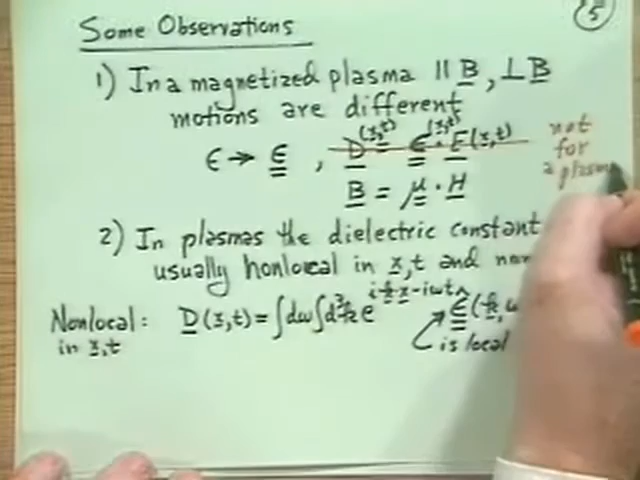 5
Some Observations
1) In a magnetized plasma || B, ⊥ B
motions are different
ϵ → ϵ , D(x,t) = ϵ(x,t) · E(x,t)
not
for
a plasma
B = μ · H
2) In plasmas the dielectric constant
usually nonlocal in x,t and
Nonlocal: D(x,t) = ∫dω∫d³k e^{ik·x-iωt} ϵ(k,ω
in x,t
is local